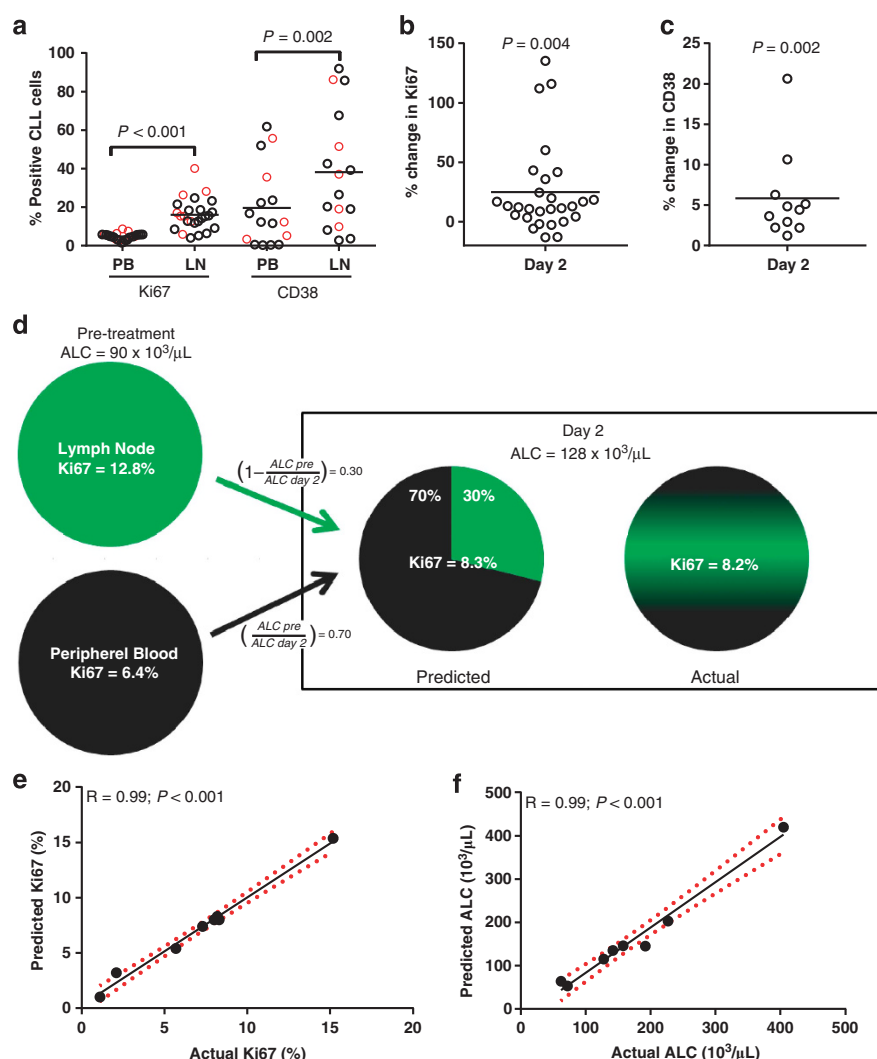 a
P = 0.002
P < 0.001
% Positive CLL cells
100
80
60
40
20
0
PB LN PB LN
Ki67 CD38
b
P = 0.004
% change in Ki67
150
100
50
0
Day 2
c
P = 0.002
% change in CD38
25
20
15
10
5
0
Day 2
d
Pre-treatment
ALC = 90 x 10³/μL
Lymph Node
Ki67 = 12.8%
(1−ALC pre/ALC day 2)=0.30
Peripherel Blood
Ki67 = 6.4%
(ALC pre/ALC day 2)=0.70
Day 2
ALC = 128 x 10³/μL
70% 30%
Ki67 = 8.3%
Predicted
Ki67 = 8.2%
Actual
e
R = 0.99; P < 0.001
Predicted Ki67 (%)
20
15
10
5
0
0 5 10 15 20
Actual Ki67 (%)
f
R = 0.99; P < 0.001
Predicted ALC (10³/μL)
500
400
300
200
100
0
0 100 200 300 400 500
Actual ALC (10³/μL)